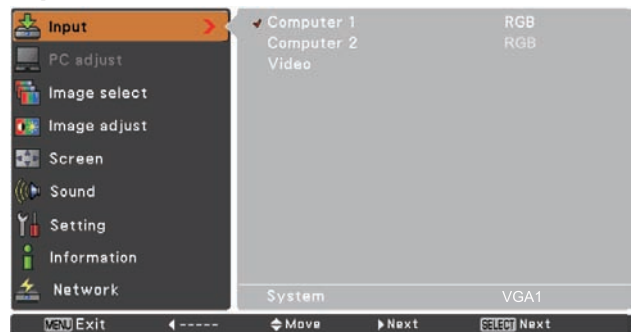 Input
PC adjust
Image select
Image adjust
Screen
Sound
Setting
Information
Network
Computer 1 RGB
Computer 2 RGB
Video
System VGA1
MENU Exit ----- Move Next SELECT Next